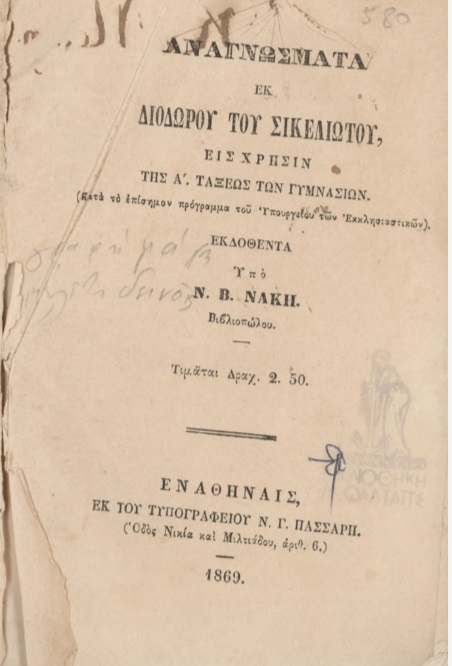 580
ΑΝΑΓΝΩΣΜΑΤΑ
ΕΚ
ΔΙΟΔΩΡΟΥ ΤΟΥ ΣΙΚΕΛΙΩΤΟΥ,
ΕΙΣ ΧΡΗΣΙΝ
ΤΗΣ Α΄. ΤΑΞΕΩΣ ΤΩΝ ΓΥΜΝΑΣΙΩΝ.
(Κατὰ τὸ ἐπίσημον πρόγραμμα τοῦ Ὑπουργείου τῶν Ἐκκλησιαστικῶν).
ΕΚΔΟΘΕΝΤΑ
Ὑπὸ
Ν. Β. ΝΑΚΗ.
Βιβλιοπώλου.
Τιμᾶται Δραχ. 2. 50.
ΕΝ ΑΘΗΝΑΙΣ,
ΕΚ ΤΟΥ ΤΥΠΟΓΡΑΦΕΙΟΥ Ν. Γ. ΠΑΣΣΑΡΗ.
(Ὁδὸς Νικία καὶ Μιλτιάδου, ἀριθ. 6.)
1869.